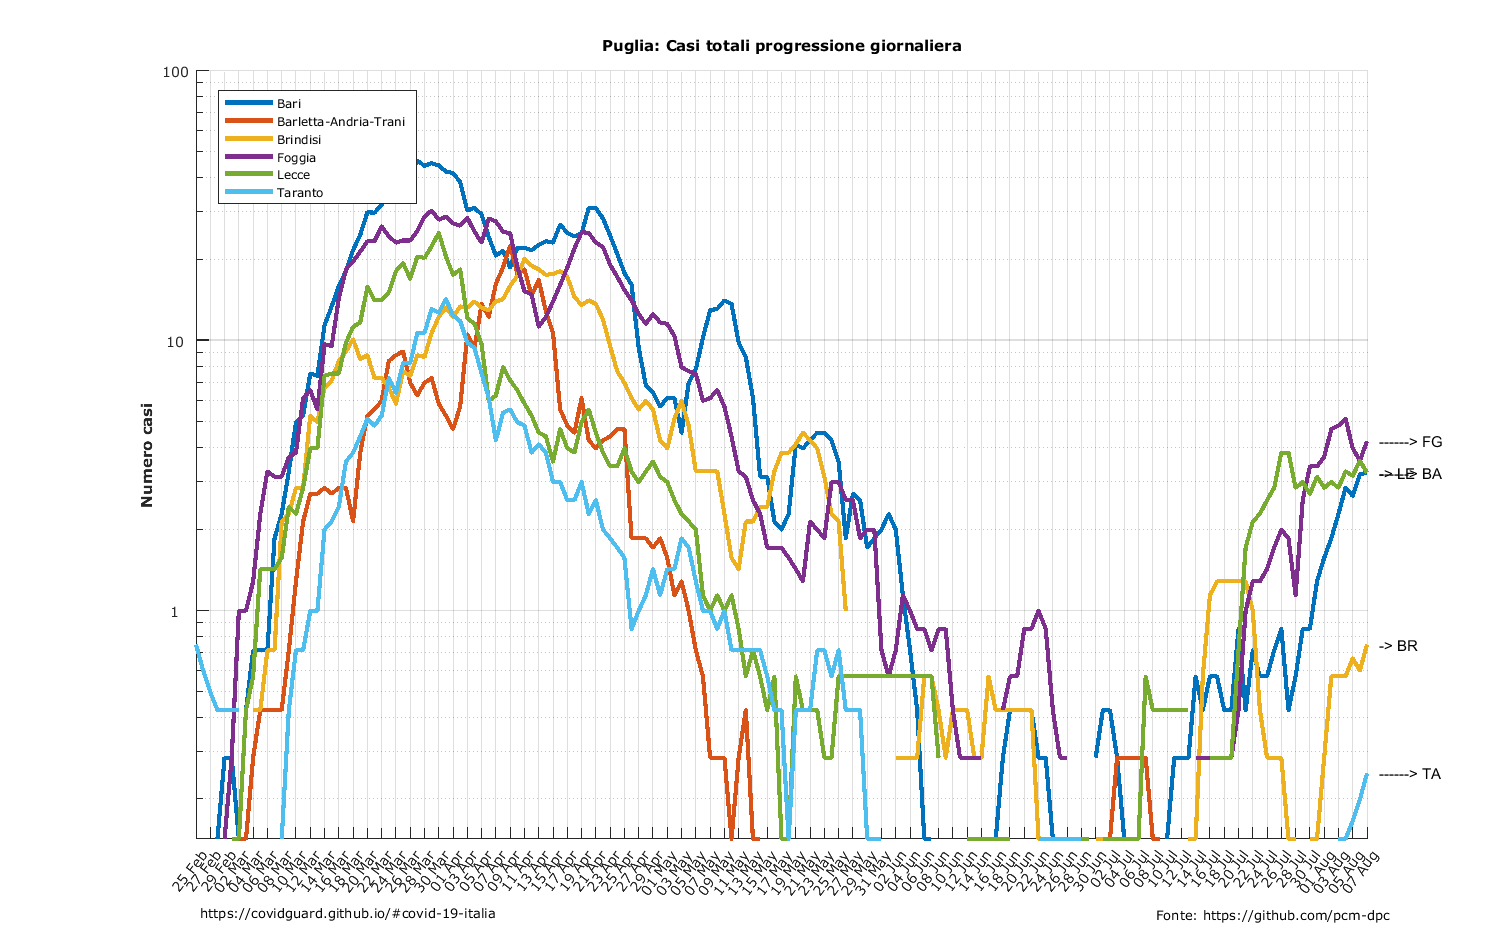 Puglia: Casi totali progressione giornaliera
100
10
1
Numero casi
Bari
Barletta-Andria-Trani
Brindisi
Foggia
Lecce
Taranto
------> FG
-> LE
------> BA
-> BR
------> TA
25 Feb
27 Feb
29 Feb
02 Mar
04 Mar
06 Mar
08 Mar
10 Mar
12 Mar
14 Mar
16 Mar
18 Mar
20 Mar
22 Mar
24 Mar
26 Mar
28 Mar
30 Mar
01 Apr
03 Apr
05 Apr
07 Apr
09 Apr
11 Apr
13 Apr
15 Apr
17 Apr
19 Apr
21 Apr
23 Apr
25 Apr
27 Apr
29 Apr
01 May
03 May
05 May
07 May
09 May
11 May
13 May
15 May
17 May
19 May
21 May
23 May
25 May
27 May
29 May
31 May
02 Jun
04 Jun
06 Jun
08 Jun
10 Jun
12 Jun
14 Jun
16 Jun
18 Jun
20 Jun
22 Jun
24 Jun
26 Jun
28 Jun
30 Jun
02 Jul
04 Jul
06 Jul
08 Jul
10 Jul
12 Jul
14 Jul
16 Jul
18 Jul
20 Jul
22 Jul
24 Jul
26 Jul
28 Jul
30 Jul
01 Aug
03 Aug
05 Aug
07 Aug
https://covidguard.github.io/#covid-19-italia
Fonte: https://github.com/pcm-dpc